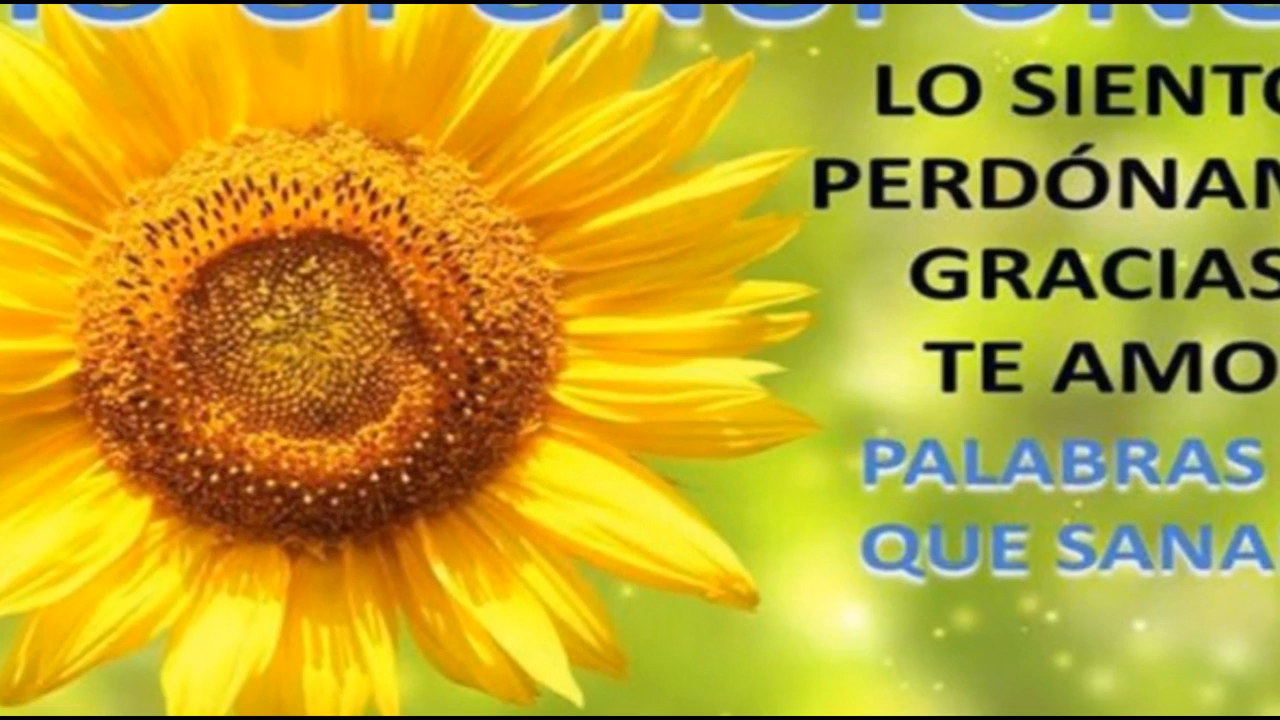 LO SIENTO
PERDÓNAM
GRACIAS
TE AMO
PALABRAS
QUE SANA